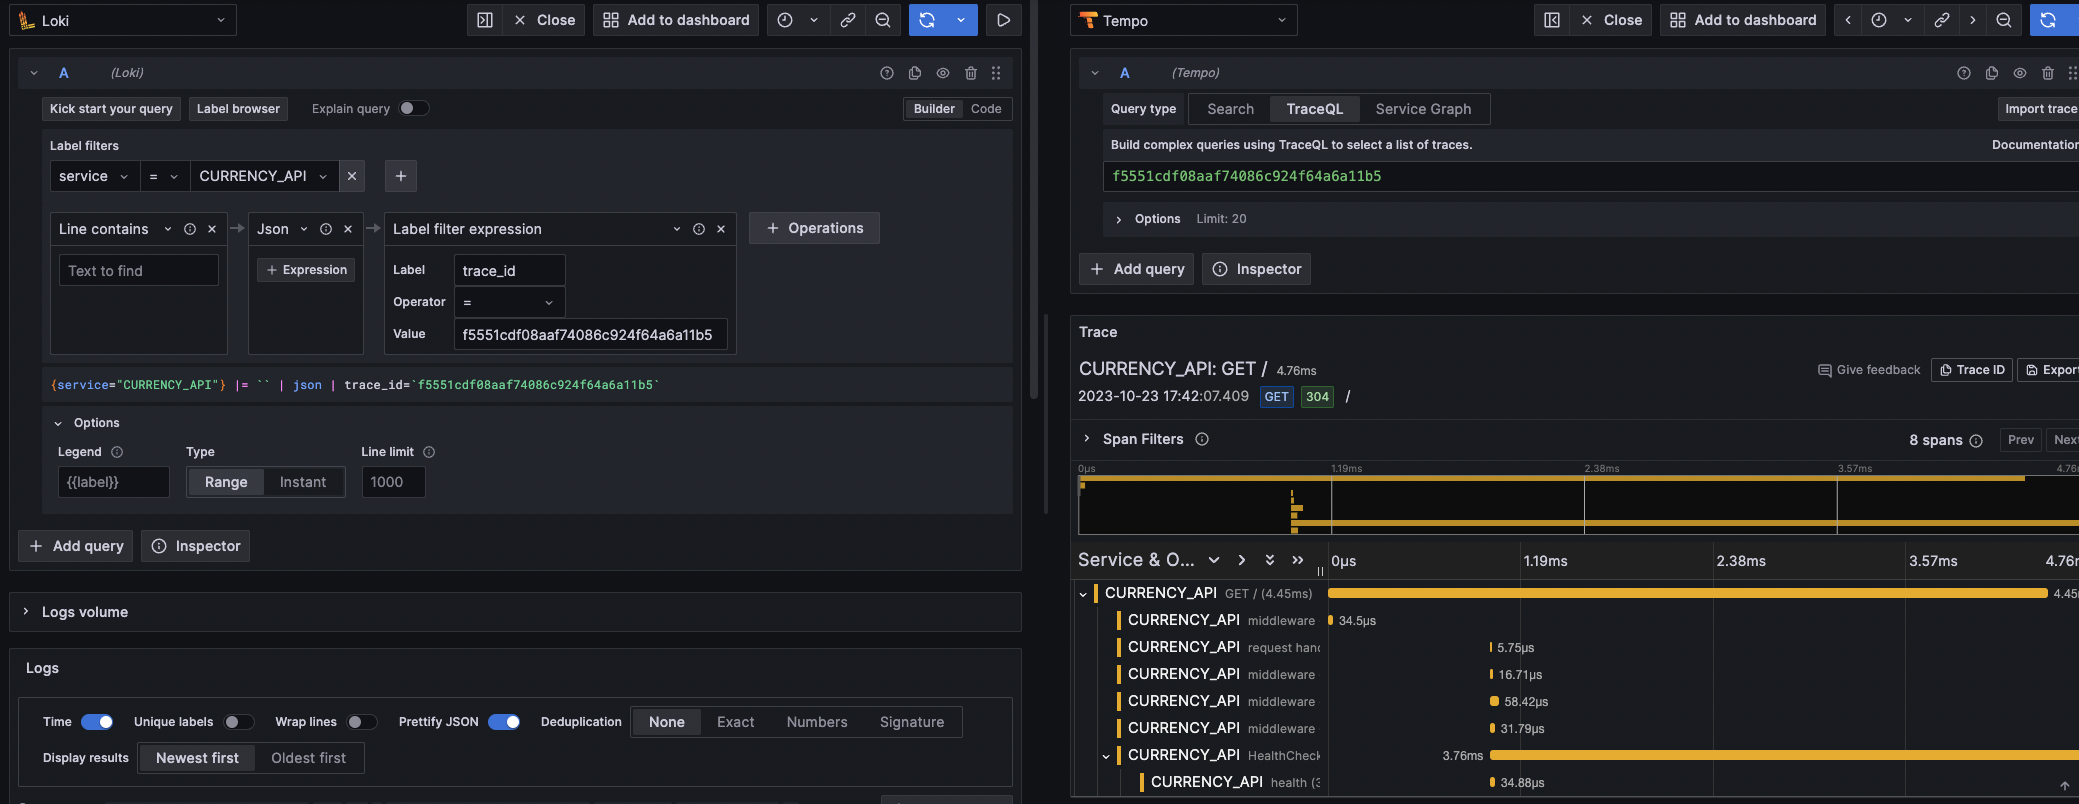 Loki
Close
Add to dashboard
A (Loki)
Kick start your query
Label browser
Explain query
Builder
Code
Label filters
service
=
CURRENCY_API
Line contains
Text to find
Json
+ Expression
Label filter expression
Label trace_id
Operator =
Value f5551cdf08aaf74086c924f64a6a11b5
+ Operations
{service="CURRENCY_API"} |= `` | json | trace_id=`f5551cdf08aaf74086c924f64a6a11b5`
Options
Legend
{{label}}
Type
Range
Instant
Line limit
1000
+ Add query
Inspector
Logs volume
Logs
Time
Unique labels
Wrap lines
Prettify JSON
Deduplication
None
Exact
Numbers
Signature
Display results
Newest first
Oldest first
Tempo
Close
Add to dashboard
A (Tempo)
Query type
Search
TraceQL
Service Graph
Import trace
Build complex queries using TraceQL to select a list of traces.
Documentation
f5551cdf08aaf74086c924f64a6a11b5
Options Limit: 20
+ Add query
Inspector
Trace
CURRENCY_API: GET / 4.76ms
Give feedback
Trace ID
Export
2023-10-23 17:42:07.409 GET 304 /
Span Filters
8 spans
Prev
Next
0μs 1.19ms 2.38ms 3.57ms 4.76m
Service & O... 0μs 1.19ms 2.38ms 3.57ms 4.76m
CURRENCY_API GET / (4.45ms) 4.45
CURRENCY_API middleware 34.5μs
CURRENCY_API request hand 5.75μs
CURRENCY_API middleware 16.71μs
CURRENCY_API middleware 58.42μs
CURRENCY_API middleware 31.79μs
CURRENCY_API HealthCheck 3.76ms
CURRENCY_API health (3 34.88μs